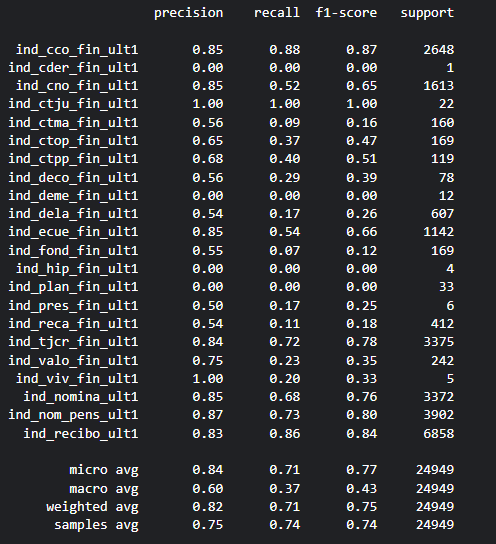 precision recall f1-score support
ind_cco_fin_ult1 0.85 0.88 0.87 2648
ind_cder_fin_ult1 0.00 0.00 0.00 1
ind_cno_fin_ult1 0.85 0.52 0.65 1613
ind_ctju_fin_ult1 1.00 1.00 1.00 22
ind_ctma_fin_ult1 0.56 0.09 0.16 160
ind_ctop_fin_ult1 0.65 0.37 0.47 169
ind_ctpp_fin_ult1 0.68 0.40 0.51 119
ind_deco_fin_ult1 0.56 0.29 0.39 78
ind_deme_fin_ult1 0.00 0.00 0.00 12
ind_dela_fin_ult1 0.54 0.17 0.26 607
ind_ecue_fin_ult1 0.85 0.54 0.66 1142
ind_fond_fin_ult1 0.55 0.07 0.12 169
ind_hip_fin_ult1 0.00 0.00 0.00 4
ind_plan_fin_ult1 0.00 0.00 0.00 33
ind_pres_fin_ult1 0.50 0.17 0.25 6
ind_reca_fin_ult1 0.54 0.11 0.18 412
ind_tjcr_fin_ult1 0.84 0.72 0.78 3375
ind_valo_fin_ult1 0.75 0.23 0.35 242
ind_viv_fin_ult1 1.00 0.20 0.33 5
ind_nomina_ult1 0.85 0.68 0.76 3372
ind_nom_pens_ult1 0.87 0.73 0.80 3902
ind_recibo_ult1 0.83 0.86 0.84 6858
micro avg 0.84 0.71 0.77 24949
macro avg 0.60 0.37 0.43 24949
weighted avg 0.82 0.71 0.75 24949
samples avg 0.75 0.74 0.74 24949